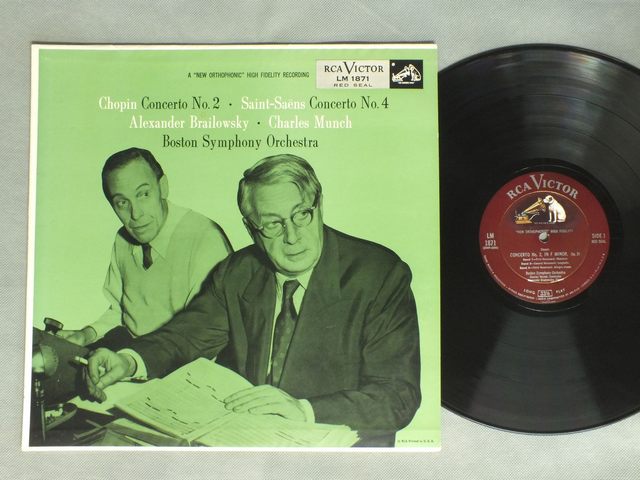 A "NEW ORTHOPHONIC" HIGH FIDELITY RECORDING
RCA VICTOR
LM 1871
RED SEAL
Chopin Concerto No. 2 · Saint-Saëns Concerto No. 4
Alexander Brailowsky · Charles Munch
Boston Symphony Orchestra
RCA VICTOR
"NEW ORTHOPHONIC" HIGH FIDELITY
LM
1871
SIDE 1
RED SEAL
CONCERTO No. 2, IN F MINOR, Op. 21
Boston Symphony Orchestra
LONG PLAY